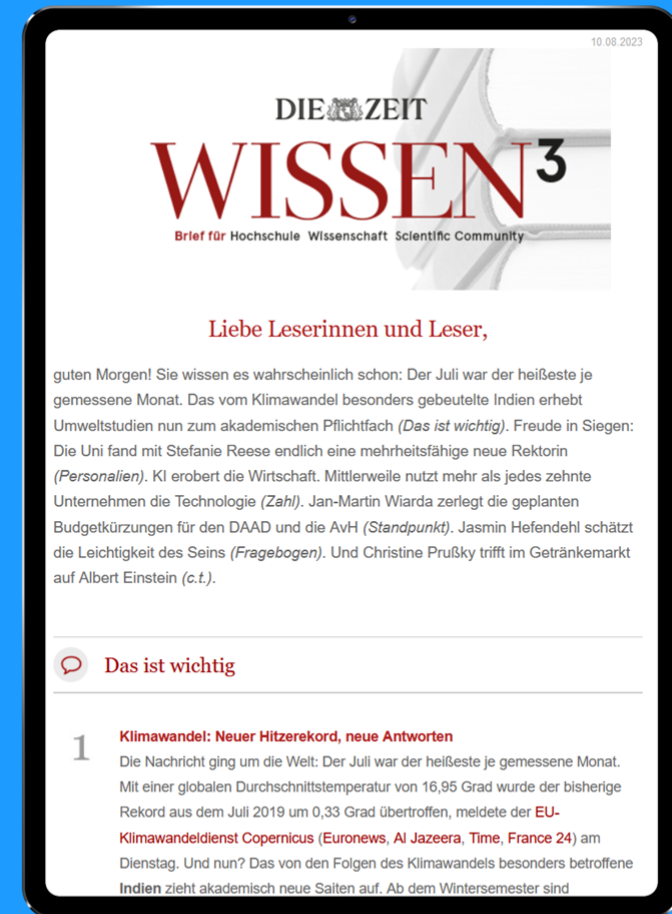 10.08.2023
DIE ZEIT
WISSEN³
Brief für Hochschule Wissenschaft Scientific Community
Liebe Leserinnen und Leser,
guten Morgen! Sie wissen es wahrscheinlich schon: Der Juli war der heißeste je
gemessene Monat. Das vom Klimawandel besonders gebeutelte Indien erhebt
Umweltstudien nun zum akademischen Pflichtfach (Das ist wichtig). Freude in Siegen:
Die Uni fand mit Stefanie Reese endlich eine mehrheitsfähige neue Rektorin
(Personalien). KI erobert die Wirtschaft. Mittlerweile nutzt mehr als jedes zehnte
Unternehmen die Technologie (Zahl). Jan-Martin Wiarda zerlegt die geplanten
Budgetkürzungen für den DAAD und die AvH (Standpunkt). Jasmin Hefendehl schätzt
die Leichtigkeit des Seins (Fragebogen). Und Christine Prußky trifft im Getränkemarkt
auf Albert Einstein (c.t.).
Das ist wichtig
1
Klimawandel: Neuer Hitzerekord, neue Antworten
Die Nachricht ging um die Welt: Der Juli war der heißeste je gemessene Monat.
Mit einer globalen Durchschnittstemperatur von 16,95 Grad wurde der bisherige
Rekord aus dem Juli 2019 um 0,33 Grad übertroffen, meldete der EU-
Klimawandeldienst Copernicus (Euronews, Al Jazeera, Time, France 24) am
Dienstag. Und nun? Das von den Folgen des Klimawandels besonders betroffene
Indien zieht akademisch neue Saiten auf. Ab dem Wintersemester sind